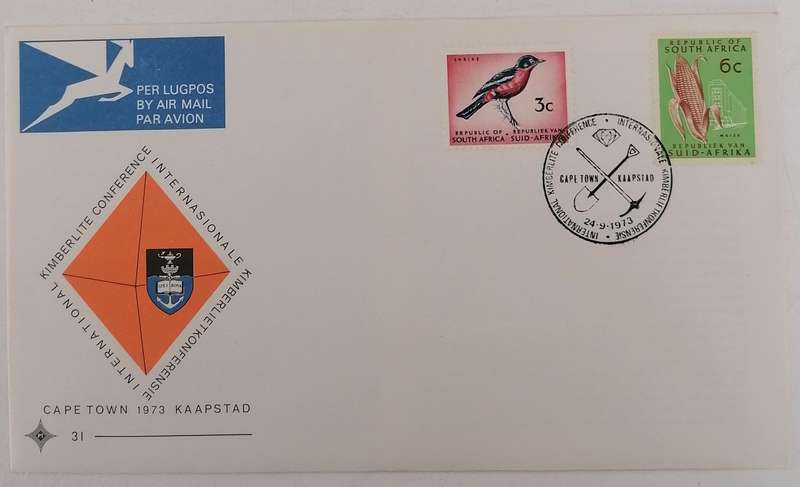 PER LUGPOS
BY AIR MAIL
PAR AVION
SHRIKE
3c
REPUBLIC OF SOUTH AFRICA • REPUBLIEK VAN SUID-AFRIKA
REPUBLIC OF
SOUTH AFRICA
6c
MAIZE
REPUBLIEK VAN
SUID-AFRIKA
INTERNATIONAL KIMBERLITE CONFERENCE • INTERNASIONALE KIMBERLIETKONFERENSIE •
CAPE TOWN KAAPSTAD
24-9-1973
INTERNATIONAL KIMBERLITE CONFERENCE
INTERNASIONALE KIMBERLIETKONFERENSIE
SPES BONA
CAPE TOWN 1973 KAAPSTAD
31